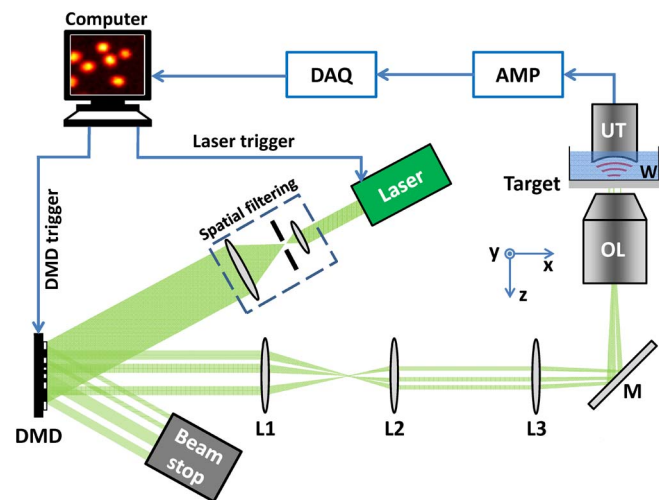 Computer
DAQ
AMP
UT
W
Laser trigger
Target
Laser
Spatial filtering
OL
DMD trigger
y
x
z
DMD
Beam
stop
L1
L2
L3
M